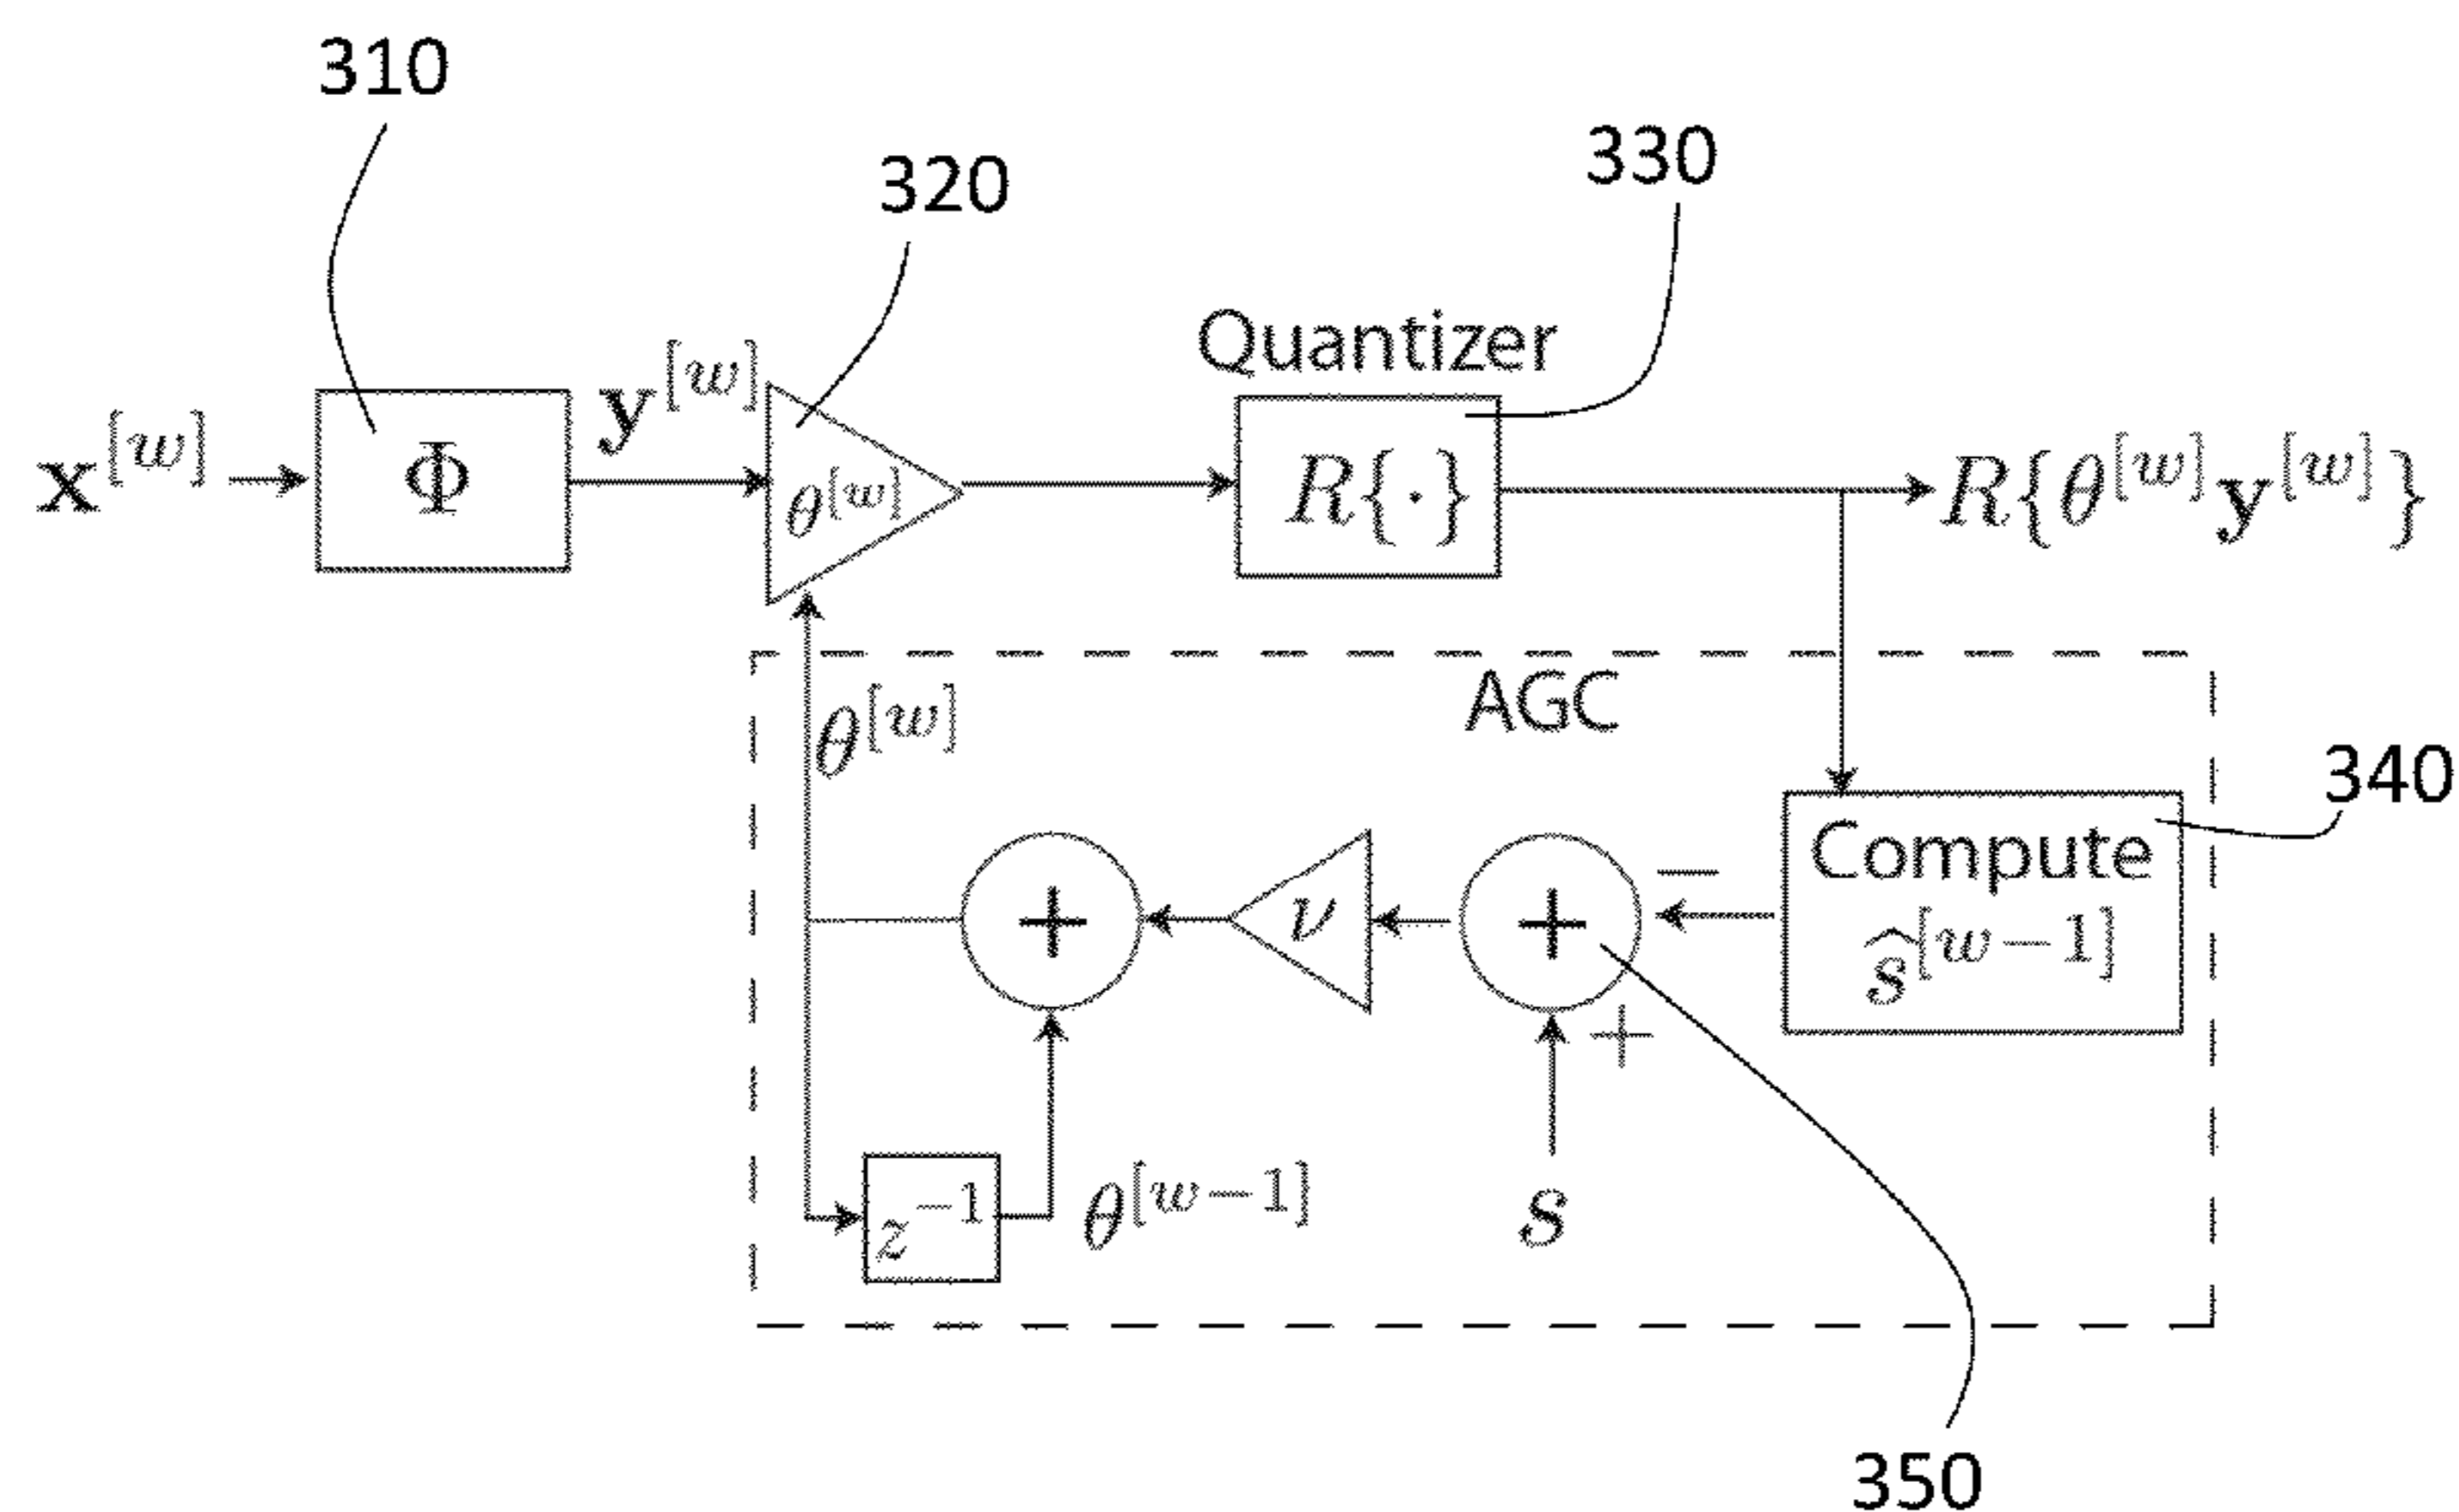 310
320
330
Quantizer
x^[w]
Φ
y^[w]
θ^[w]
R{·}
R{θ^[w] y^[w]}
AGC
θ^[w]
340
Compute
ŝ^[w−1]
+
ν
+
−
+
z^−1
θ^[w−1]
s
350